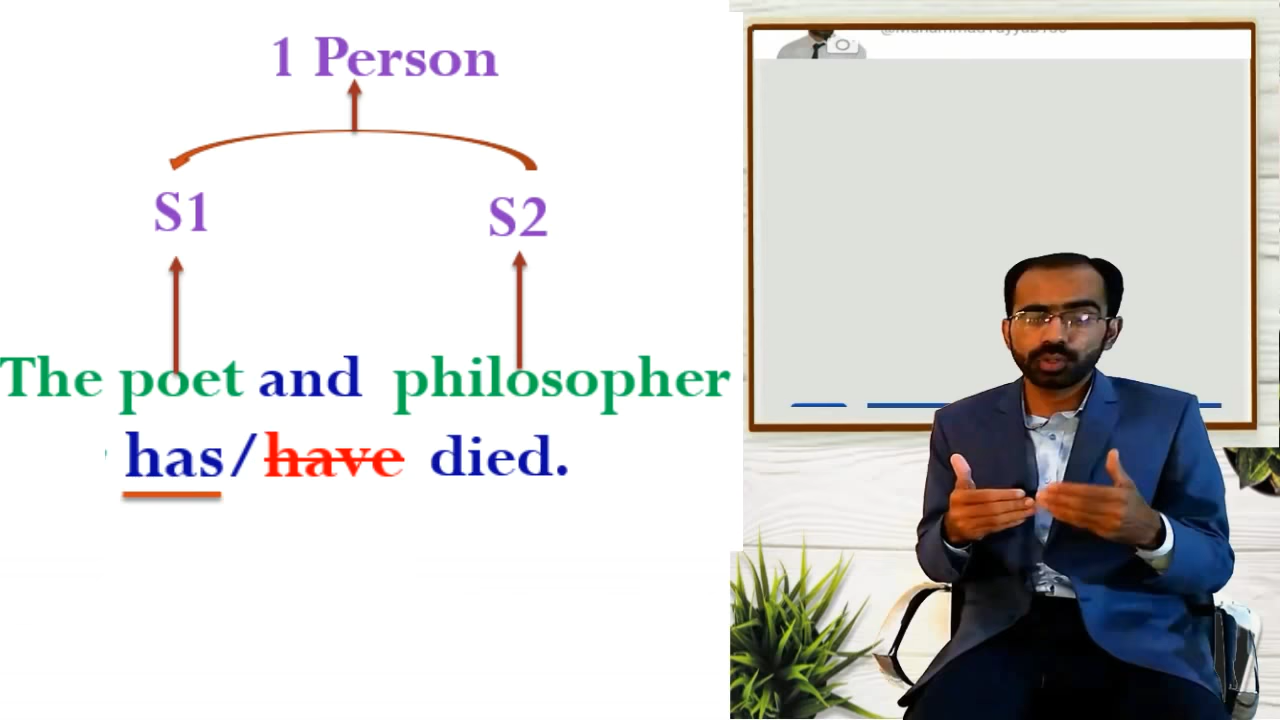 1 Person
S1 S2
The poet and philosopher
has/have died.